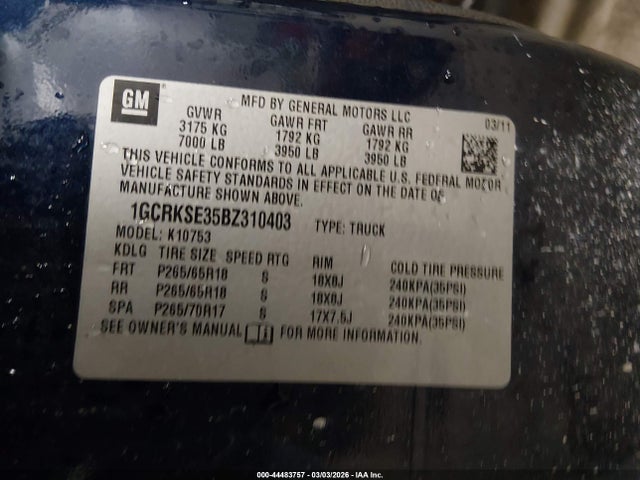 GM
MFD BY GENERAL MOTORS LLC
03/11
GVWR GAWR FRT GAWR RR
3175 KG 1792 KG 1792 KG
7000 LB 3950 LB 3950 LB
THIS VEHICLE CONFORMS TO ALL APPLICABLE U.S. FEDERAL MOTOR
VEHICLE SAFETY STANDARDS IN EFFECT ON THE DATE OF
MANUFACTURE SHOWN ABOVE.
1GCRKSE35BZ310403 TYPE: TRUCK
MODEL: K10753
KDLG TIRE SIZE SPEED RTG RIM COLD TIRE PRESSURE
FRT P265/65R18 S 18X8J 240KPA(35PSI)
RR P265/65R18 S 18X8J 240KPA(35PSI)
SPA P265/70R17 S 17X7.5J 240KPA(35PSI)
SEE OWNER'S MANUAL FOR MORE INFORMATION.
000-44483757 - 03/03/2026 - IAA Inc.